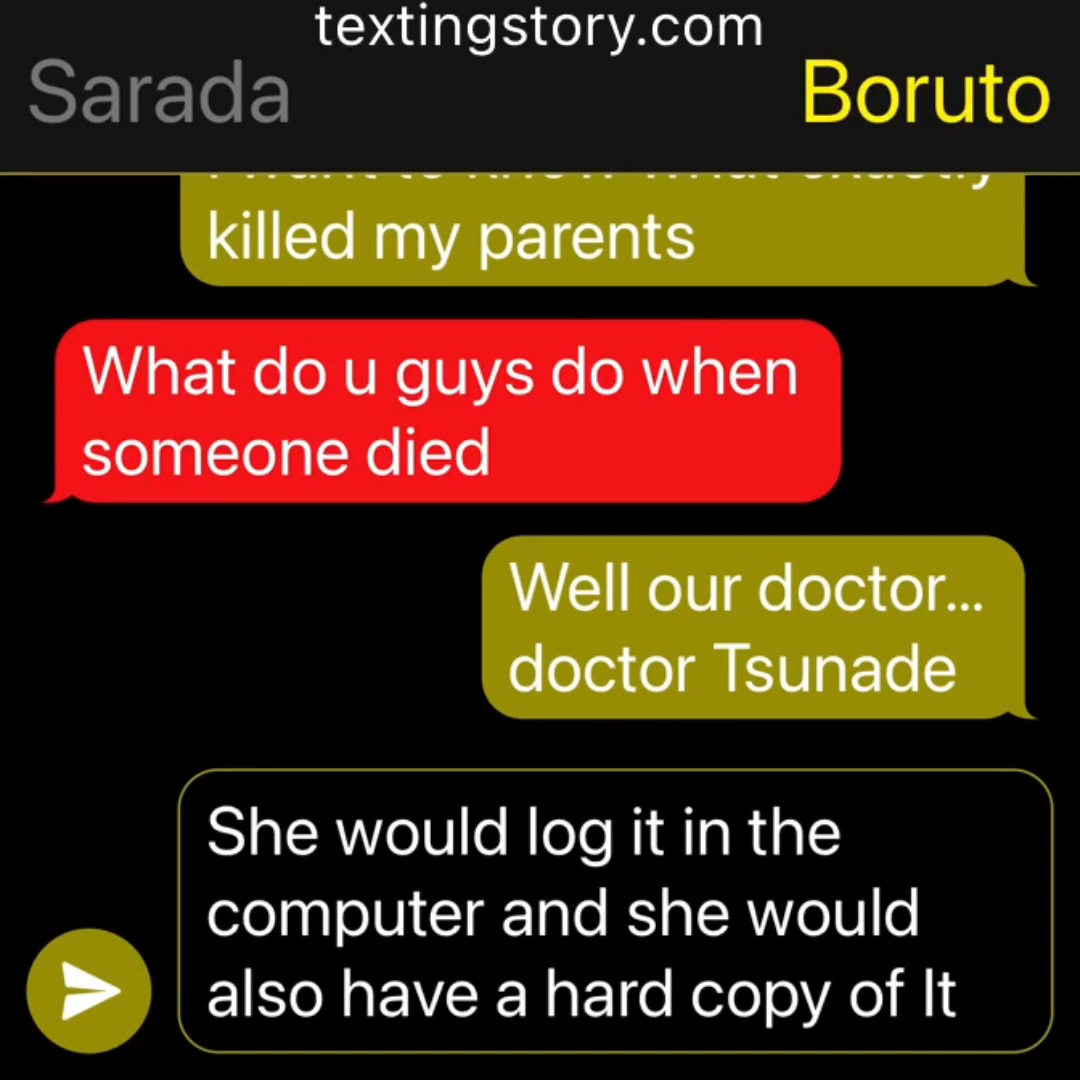 textingstory.com
Sarada
Boruto
killed my parents
What do u guys do when
someone died
Well our doctor...
doctor Tsunade
She would log it in the
computer and she would
also have a hard copy of It